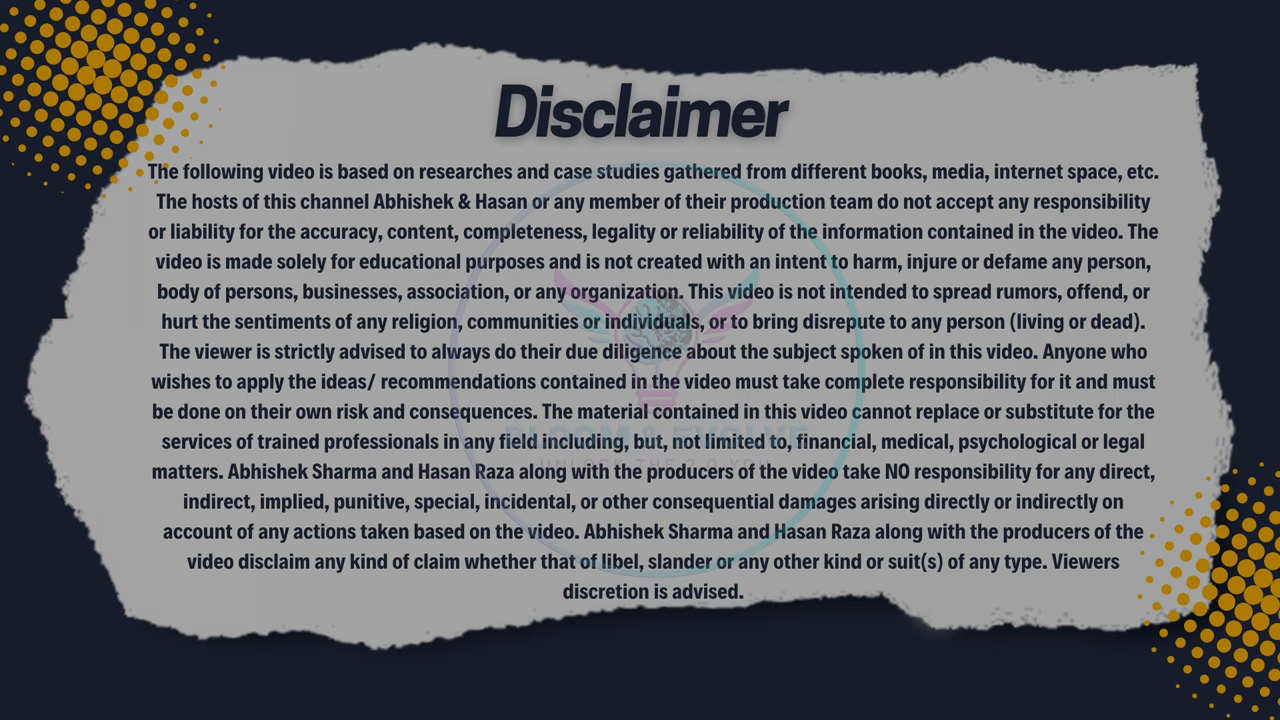 Disclaimer
The following video is based on researches and case studies gathered from different books, media, internet space, etc.
The hosts of this channel Abhishek & Hasan or any member of their production team do not accept any responsibility
or liability for the accuracy, content, completeness, legality or reliability of the information contained in the video. The
video is made solely for educational purposes and is not created with an intent to harm, injure or defame any person,
body of persons, businesses, association, or any organization. This video is not intended to spread rumors, offend, or
hurt the sentiments of any religion, communities or individuals, or to bring disrepute to any person (living or dead).
The viewer is strictly advised to always do their due diligence about the subject spoken of in this video. Anyone who
wishes to apply the ideas/ recommendations contained in the video must take complete responsibility for it and must
be done on their own risk and consequences. The material contained in this video cannot replace or substitute for the
services of trained professionals in any field including, but, not limited to, financial, medical, psychological or legal
matters. Abhishek Sharma and Hasan Raza along with the producers of the video take NO responsibility for any direct,
indirect, implied, punitive, special, incidental, or other consequential damages arising directly or indirectly on
account of any actions taken based on the video. Abhishek Sharma and Hasan Raza along with the producers of the
video disclaim any kind of claim whether that of libel, slander or any other kind or suit(s) of any type. Viewers
discretion is advised.
BLOOM & EVOLVE